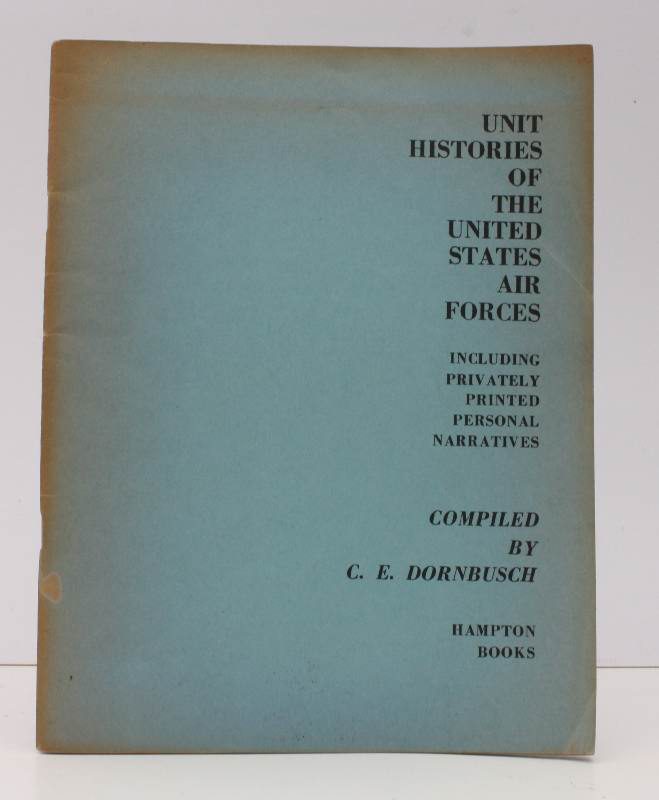 UNIT
HISTORIES
OF
THE
UNITED
STATES
AIR
FORCES
INCLUDING
PRIVATELY
PRINTED
PERSONAL
NARRATIVES
COMPILED
BY
C. E. DORNBUSCH
HAMPTON
BOOKS